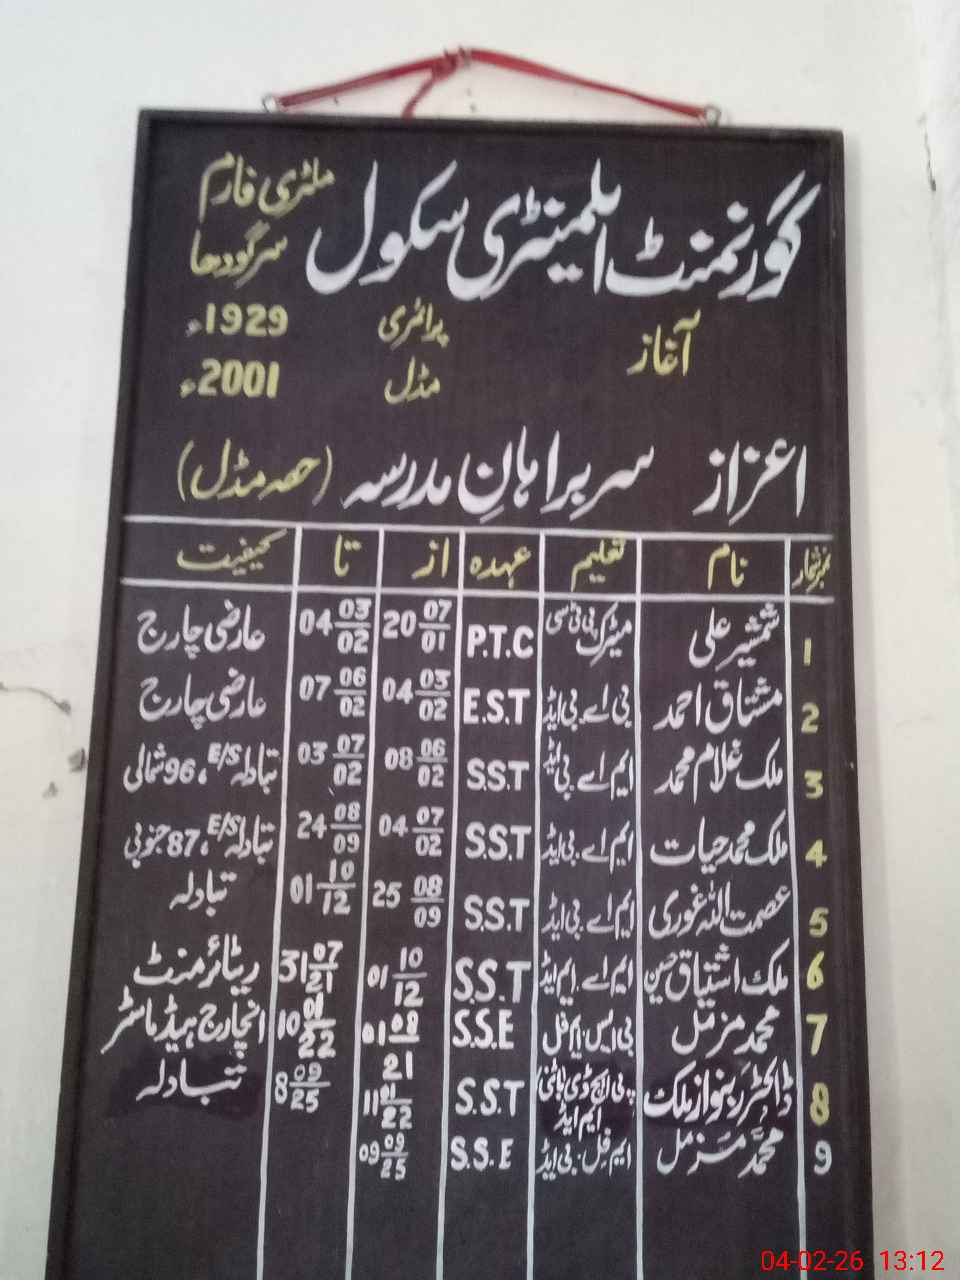 گورنمنٹ ایلمینٹری سکول ملٹری فارم سرگودھا
آغاز پرائمری 1929ء
مڈل 2001ء
اعزاز سربراہانِ مدرسہ (حصہ مڈل)
نمبر شمار نام تعلیم عہدہ از تا کیفیت
1 شمشیر علی میٹرک پی ٹی سی P.T.C 20 07/01 04 03/02 عارضی چارج
2 مشتاق احمد بی اے بی ایڈ E.S.T 04 03/02 07 06/02 عارضی چارج
3 ملک غلام محمد ایم اے بی ایڈ S.S.T 08 06/02 03 07/02 تبادلہ E/S، 96 شمالی
4 ملک محمد حیات ایم اے بی ایڈ S.S.T 04 07/02 24 08/09 تبادلہ E/S، 87 جنوبی
5 عصمت اللہ غوری ایم اے بی ایڈ S.S.T 25 08/09 01 10/12 تبادلہ
6 ملک اشتیاق حسین ایم اے ایم ایڈ S.S.T 01 10/12 31 07/21 ریٹائرمنٹ
7 محمد مزمل بی ایس ایم فل S.S.E 01 08/21 10 01/22 انچارج ہیڈ ماسٹر
8 ڈاکٹر ربنواز ملک پی ایچ ڈی باٹنی ایم ایڈ S.S.T 11 01/22 8 09/25 تبادلہ
9 محمد مزمل ایم فل بی ایڈ S.S.E 09 09/25
04-02-26 13:12